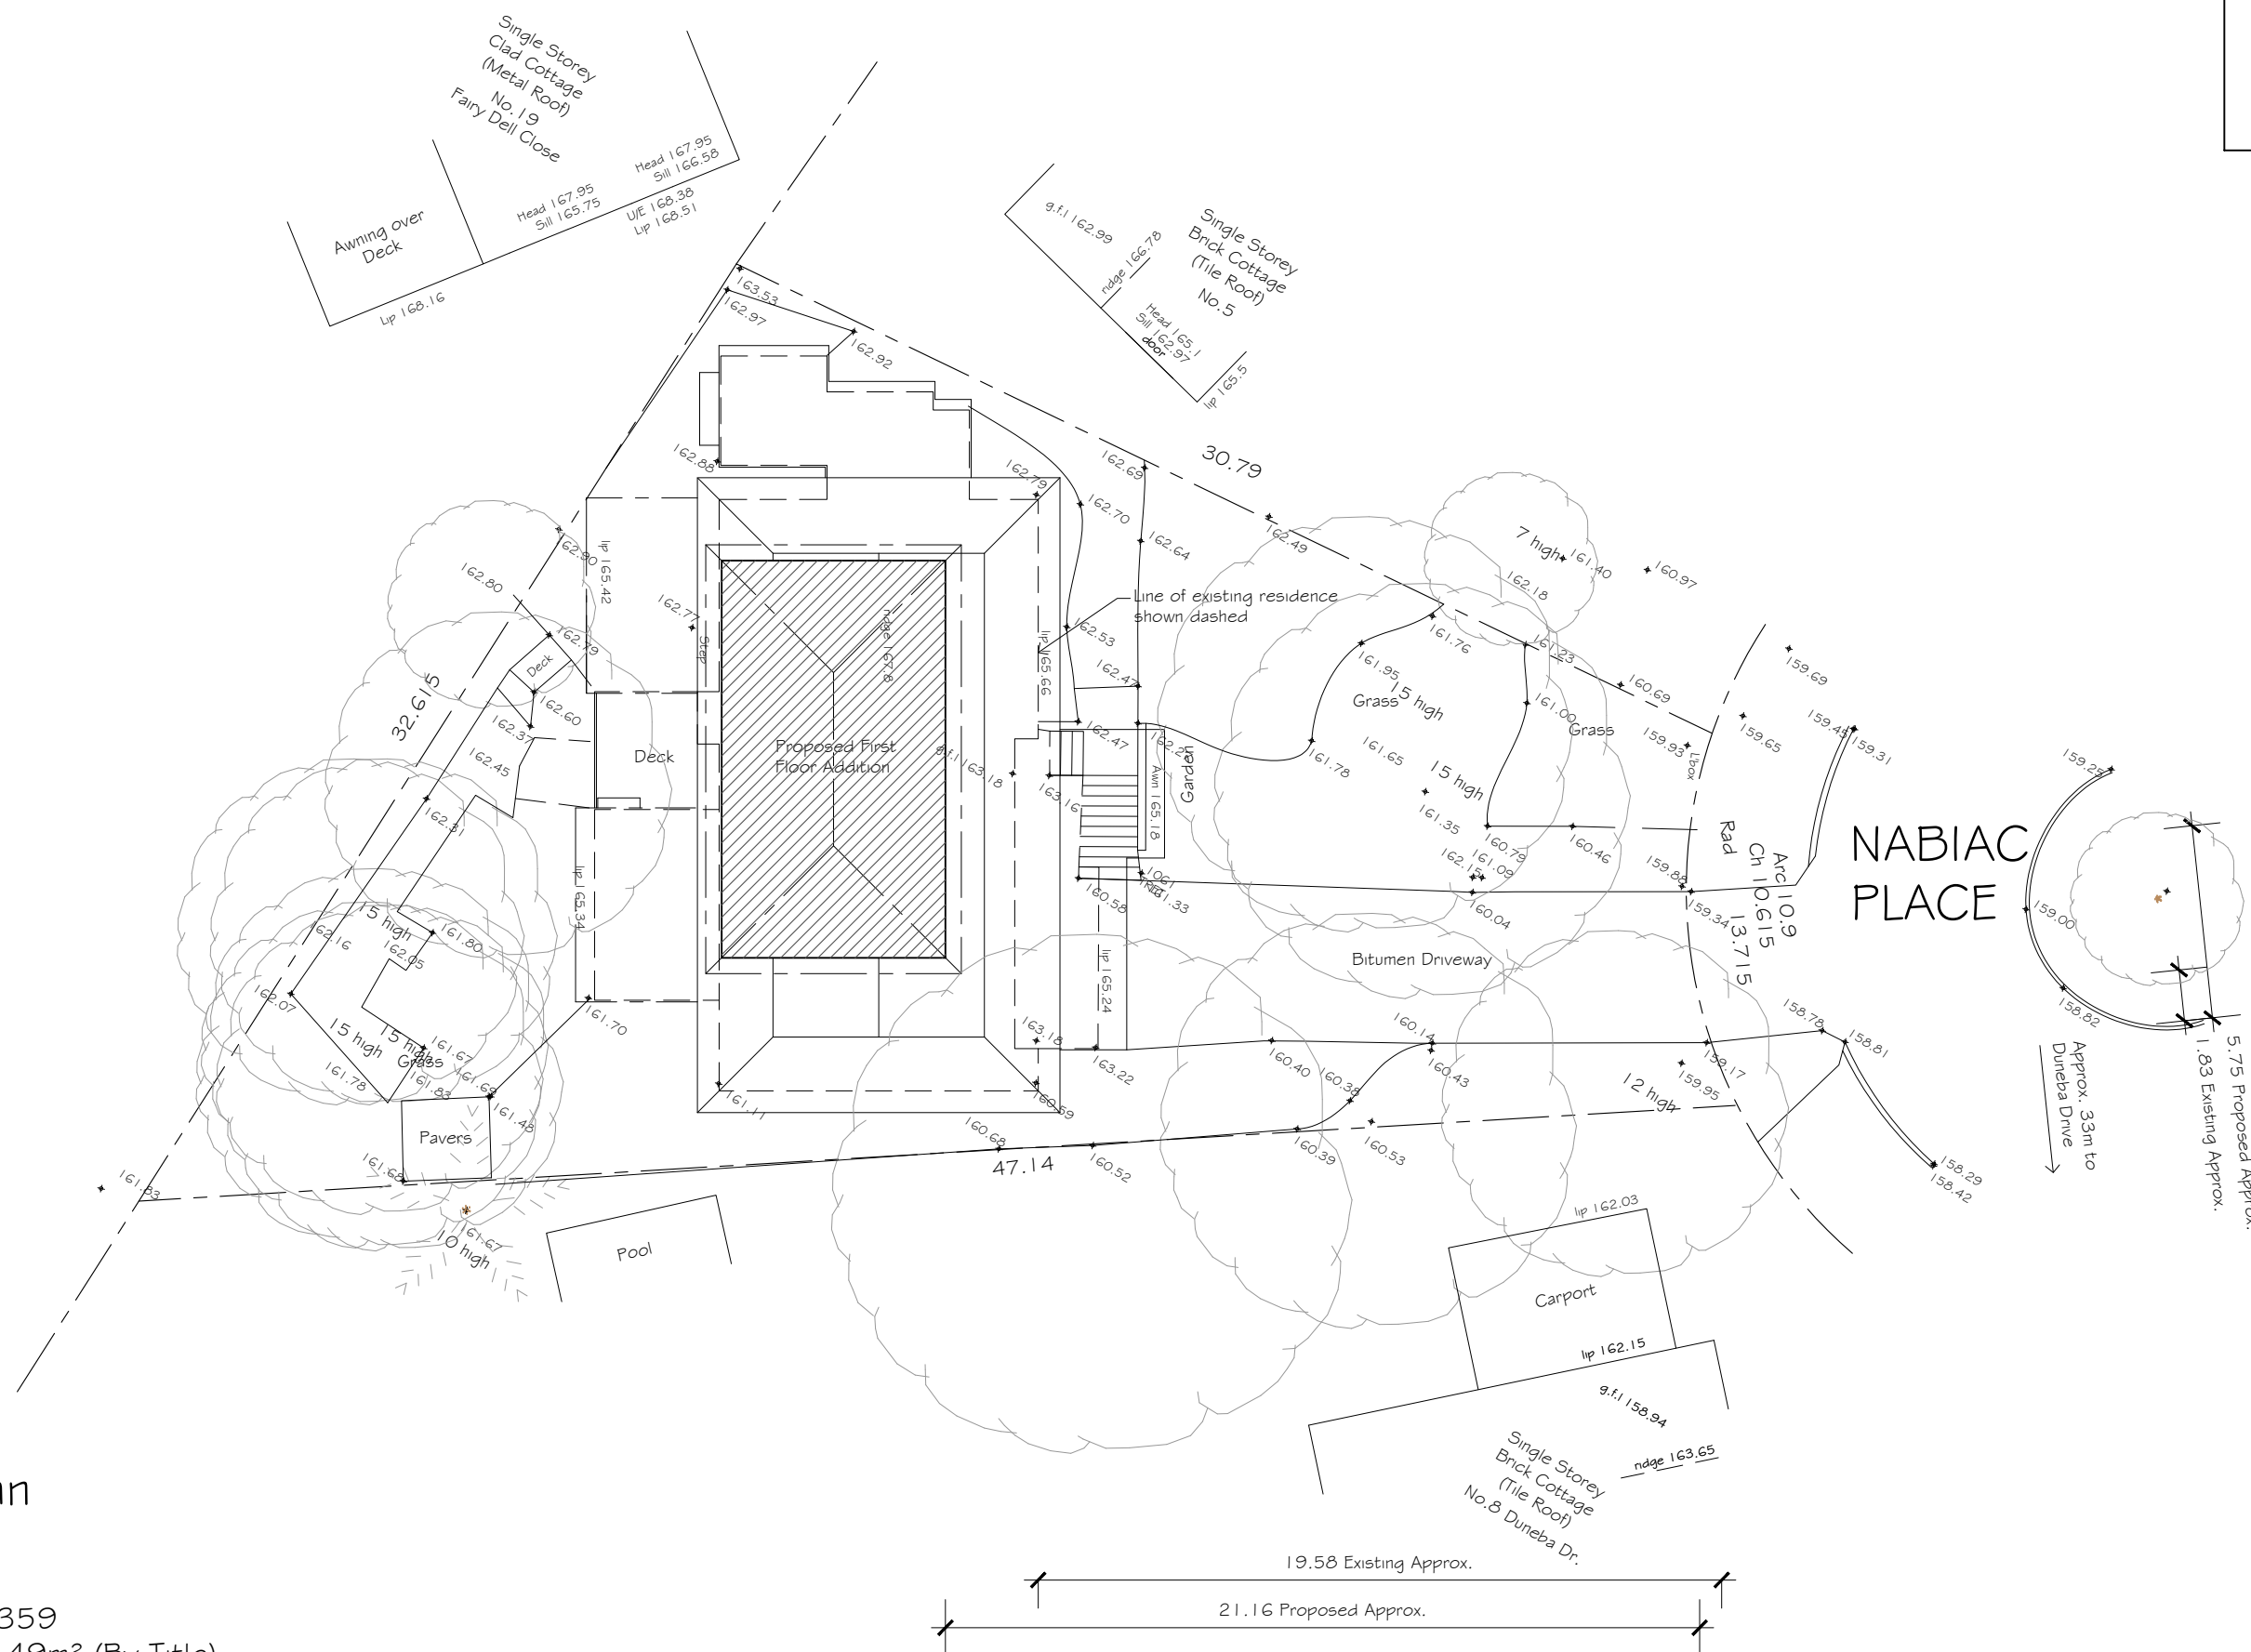 Single Storey
Clad Cottage
(Metal Roof)
No.19
Fairy Dell Close
Head 167.95
Sill 166.58
Head 167.95
Sill 165.75
U/E 168.38
Lip 168.51
Awning over
Deck
Lip 168.16
g.f.l 162.99
ridge 166.78
Single Storey
Brick Cottage
(Tile Roof)
No.5
Head 165.1
Sill 162.97
door
lip 165.5
163.53
162.97
162.92
162.88
162.79
162.69
30.79
162.70
162.64
162.49
7 high
161.40
160.97
162.18
162.90
lip 165.42
162.80
162.79
162.77
Step
ridge 167.8
Line of existing residence
shown dashed
162.53
lip 165.66
162.47
161.76
161.23
161.95
Grass
15 high
160.69
159.69
Deck
162.60
162.37
162.45
32.615
Deck
Proposed First
Floor Addition
g.f.l 163.18
162.47
Garden
Awn 165.18
163.16
161.78
161.65
15 high
161.00
Grass
159.93
L'box
159.65
159.45
159.31
159.25
162.31
161.35
160.79
161.09
162.15
160.46
Rad
13.715
Ch 10.615
Arc 10.9
NABIAC
PLACE
159.88
159.34
160.04
160.58
161.33
159.00
lip 165.34
15 high
162.16
161.80
162.05
162.07
161.70
lip 165.24
Bitumen Driveway
15 high
15 high
Grass
161.67
161.78
161.83
161.69
161.48
163.18
163.22
160.40
160.38
160.14
160.43
158.78
158.81
159.17
159.95
12 high
158.82
Approx. 33m to
Duneba Drive
1.83 Existing Approx.
5.75 Proposed Approx.
161.11
160.59
Pavers
161.68
161.83
160.68
47.14
160.52
160.39
160.53
158.29
158.42
161.67
10 high
Pool
lip 162.03
Carport
lip 162.15
g.f.l 158.94
ridge 163.65
Single Storey
Brick Cottage
(Tile Roof)
No.8 Duneba Dr.
19.58 Existing Approx.
21.16 Proposed Approx.
359
49m² (By Title)